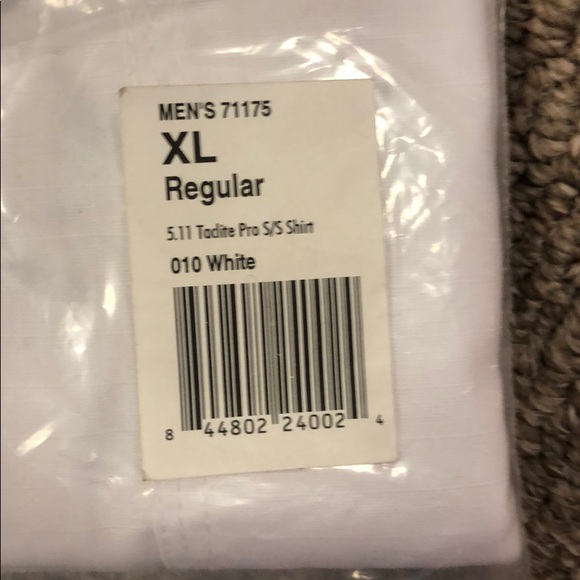 MEN'S 71175
XL
Regular
5.11 Taclite Pro S/S Shirt
010 White
8 44802 24002 4